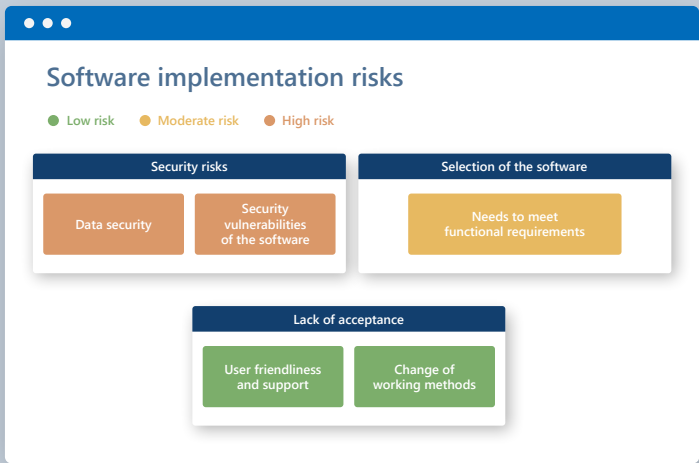 Software implementation risks
Low risk
Moderate risk
High risk
Security risks
Data security
Security
vulnerabilities
of the software
Selection of the software
Needs to meet
functional requirements
Lack of acceptance
User friendliness
and support
Change of
working methods